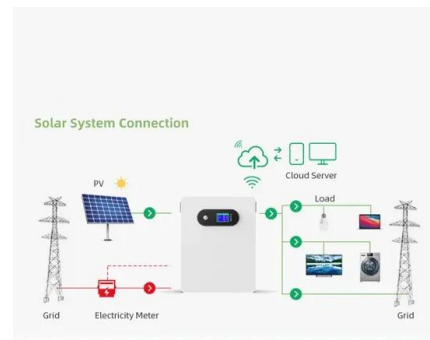 Solar System Connection
Cloud Server
PV
Load
Grid
Electricity Meter
Grid